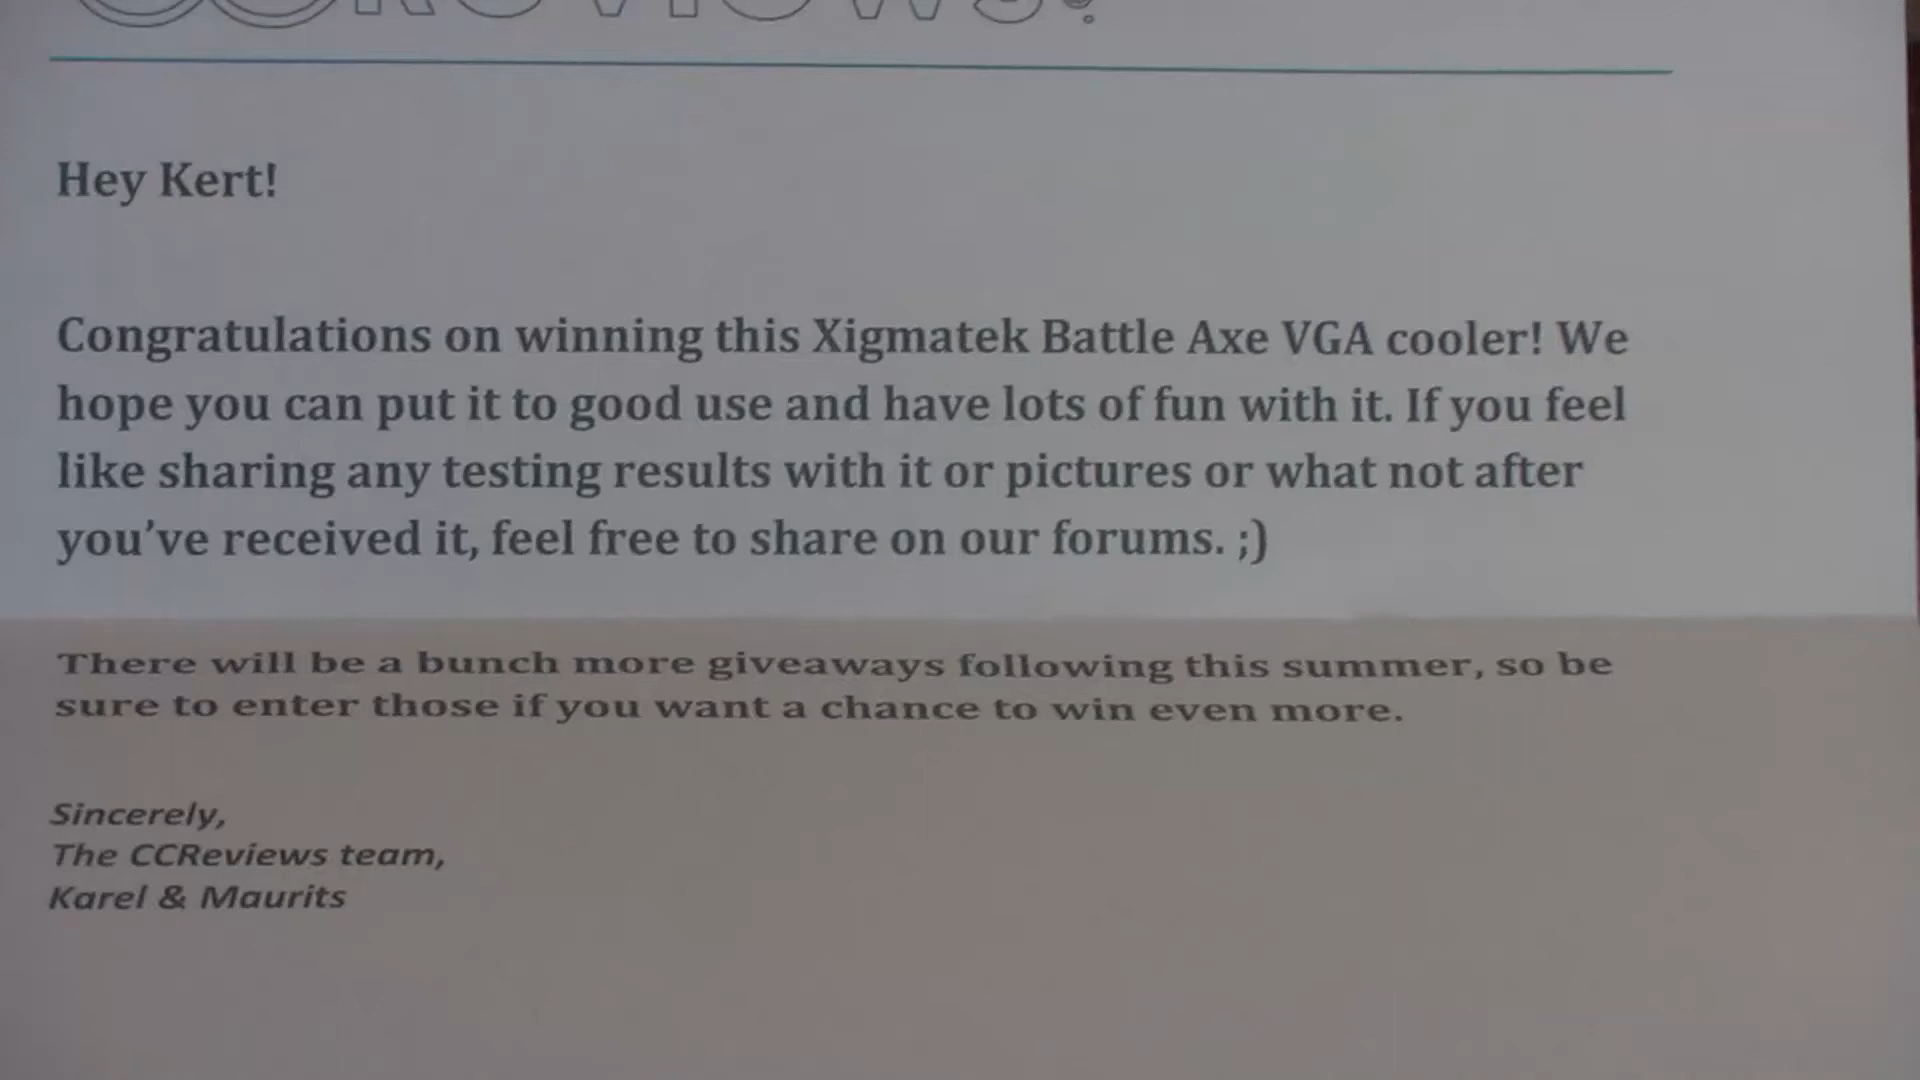 CCReviews!
Hey Kert!
Congratulations on winning this Xigmatek Battle Axe VGA cooler! We
hope you can put it to good use and have lots of fun with it. If you feel
like sharing any testing results with it or pictures or what not after
you've received it, feel free to share on our forums. ;)
There will be a bunch more giveaways following this summer, so be
sure to enter those if you want a chance to win even more.
Sincerely,
The CCReviews team,
Karel & Maurits